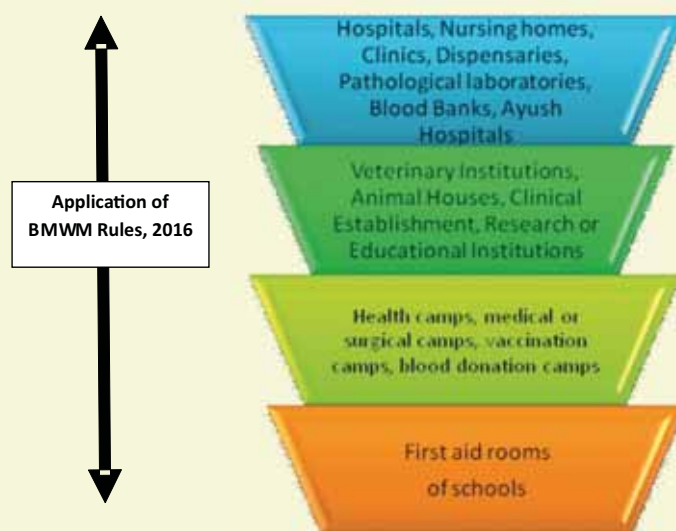 Application of
BMWM Rules, 2016
Hospitals, Nursing homes,
Clinics, Dispensaries,
Pathological laboratories,
Blood Banks, Ayush
Hospitals
Veterinary Institutions,
Animal Houses, Clinical
Establishment, Research or
Educational Institutions
Health camps, medical or
surgical camps, vaccination
camps, blood donation camps
First aid rooms
of schools